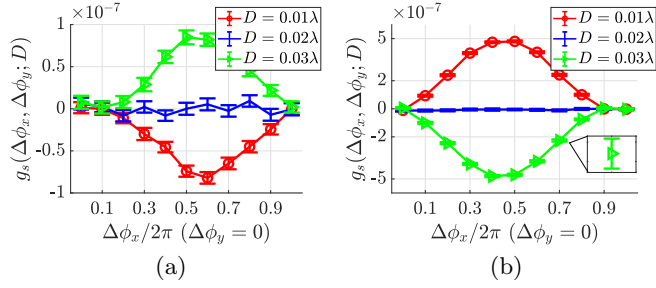 ×10⁻⁷
D = 0.01λ
D = 0.02λ
D = 0.03λ
1
0.5
0
-0.5
-1
g_s(Δϕ_x, Δϕ_y; D)
0.1 0.3 0.5 0.7 0.9
Δϕ_x/2π (Δϕ_y = 0)
(a)
×10⁻⁷
D = 0.01λ
D = 0.02λ
D = 0.03λ
5
2
0
-2
-5
g_s(Δϕ_x, Δϕ_y; D)
0.1 0.3 0.5 0.7 0.9
Δϕ_x/2π (Δϕ_y = 0)
(b)